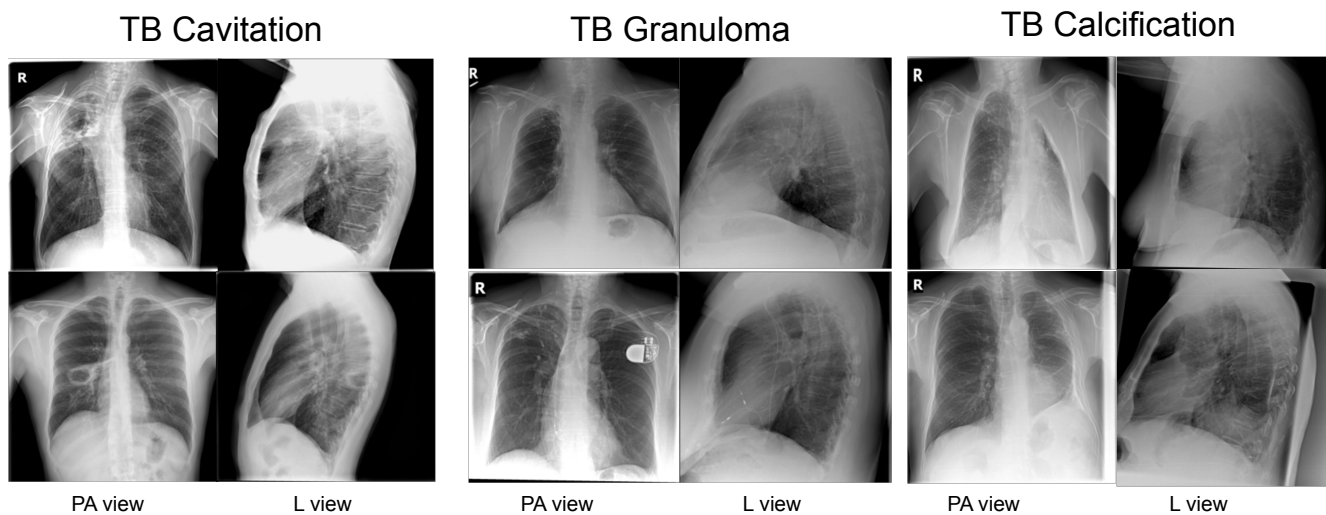 TB Cavitation
TB Granuloma
TB Calcification
R
R
R
R
R
PA view
L view
PA view
L view
PA view
L view